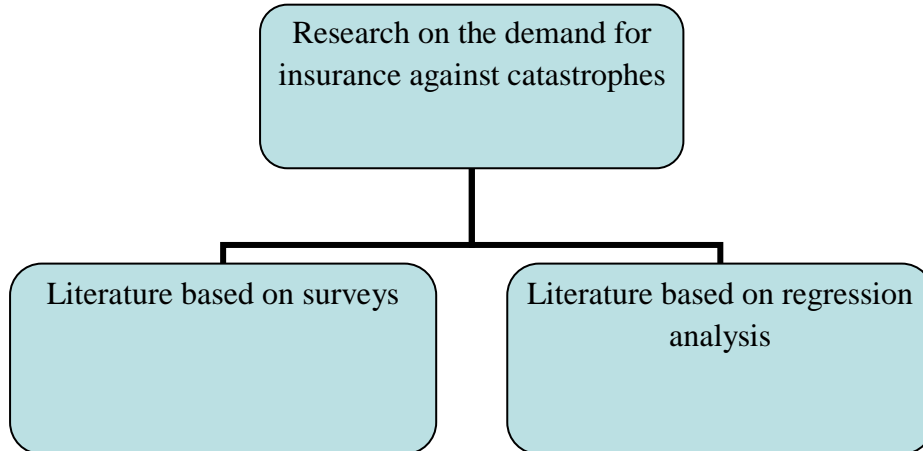 Research on the demand for
insurance against catastrophes
Literature based on surveys
Literature based on regression
analysis